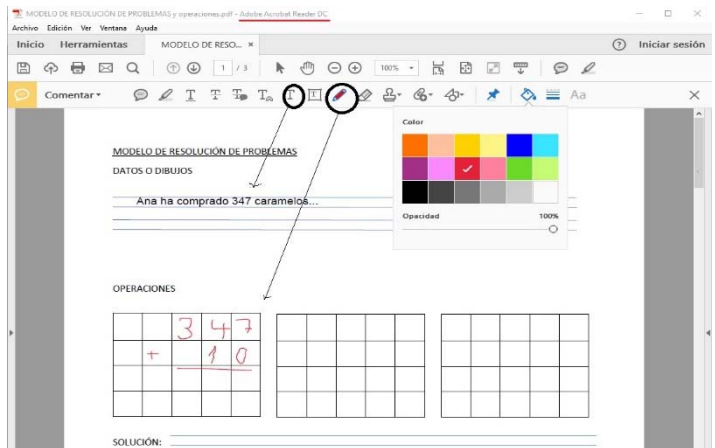 MODELO DE RESOLUCIÓN DE PROBLEMAS y operaciones.pdf - Adobe Acrobat Reader DC
Archivo Edición Ver Ventana Ayuda
Inicio Herramientas MODELO DE RESO... × ? Iniciar sesión
1 / 3 100%
Comentar T T T T T T Aa
Color
MODELO DE RESOLUCIÓN DE PROBLEMAS
DATOS O DIBUJOS
Ana ha comprado 347 caramelos...
Opacidad 100%
OPERACIONES
3 4 7
+ 1 0
SOLUCIÓN: